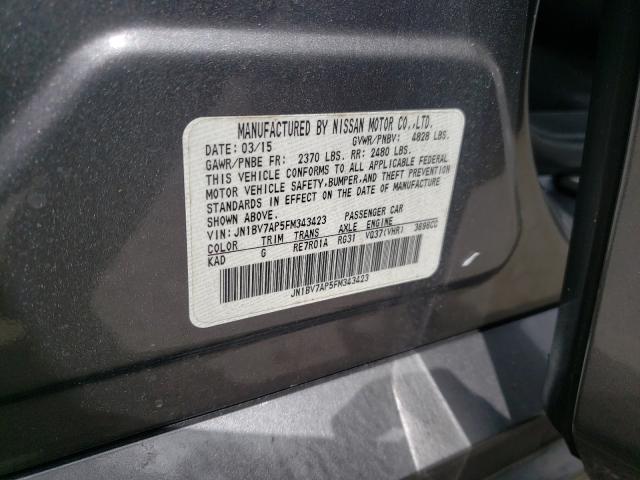 MANUFACTURED BY NISSAN MOTOR CO.,LTD.
DATE: 03/15 GVWR/PNBV: 4828 LBS.
GAWR/PNBE FR: 2370 LBS. RR: 2480 LBS.
THIS VEHICLE CONFORMS TO ALL APPLICABLE FEDERAL
MOTOR VEHICLE SAFETY,BUMPER,AND THEFT PREVENTION
STANDARDS IN EFFECT ON THE DATE OF MANUFACTURE
SHOWN ABOVE.
VIN: JN1BV7AP5FM343423 PASSENGER CAR
COLOR TRIM TRANS AXLE ENGINE
KAD G RE7R01A RG31 VQ37(VHR) 3696CC
JN1BV7AP5FM343423